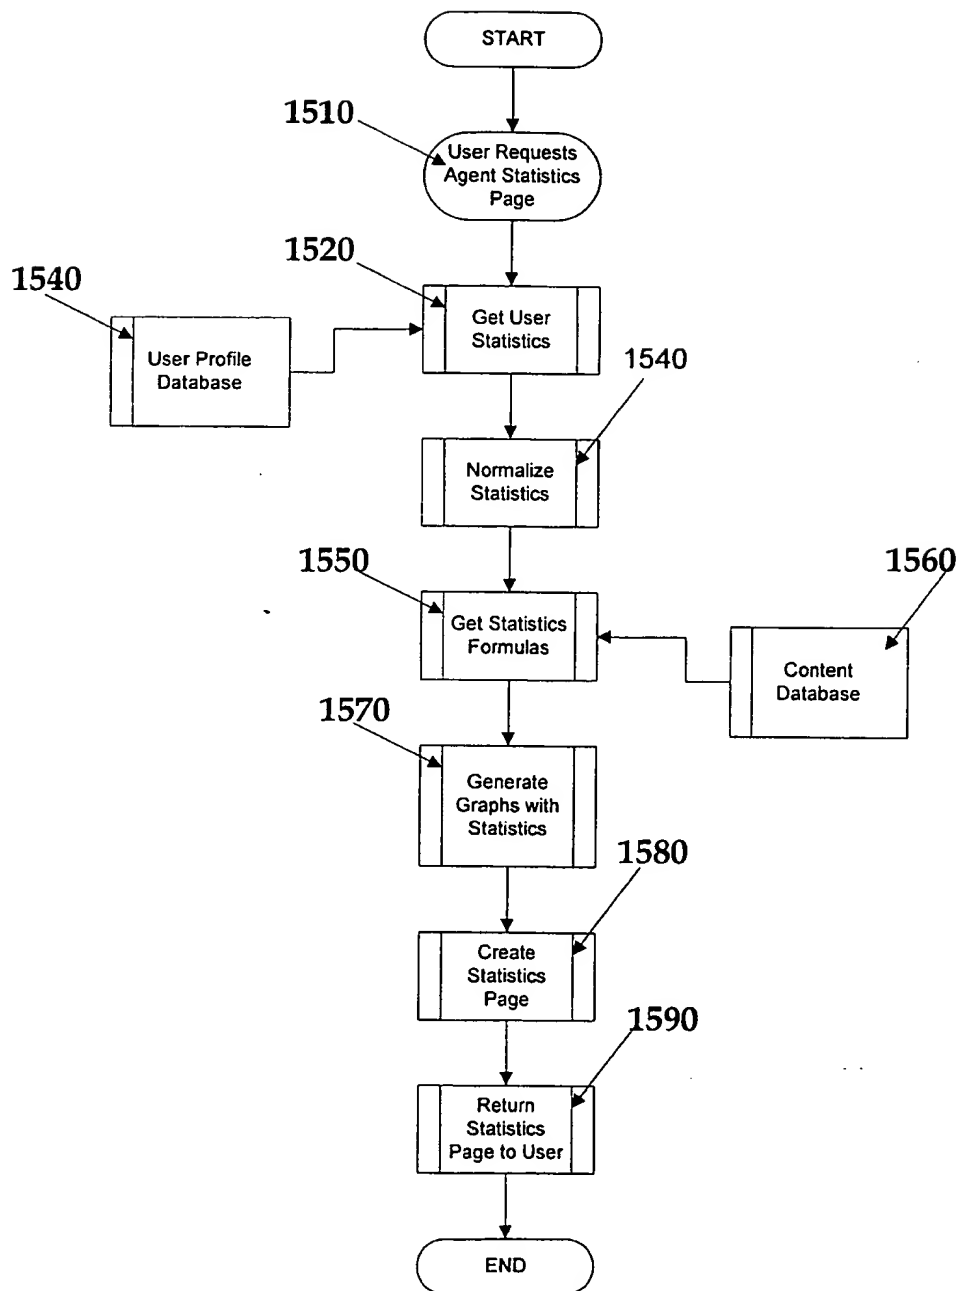 START
1510
User Requests
Agent Statistics
Page
1520
1540
Get User
Statistics
User Profile
Database
1540
Normalize
Statistics
1550
1560
Get Statistics
Formulas
Content
Database
1570
Generate
Graphs with
Statistics
1580
Create
Statistics
Page
1590
Return
Statistics
Page to User
END